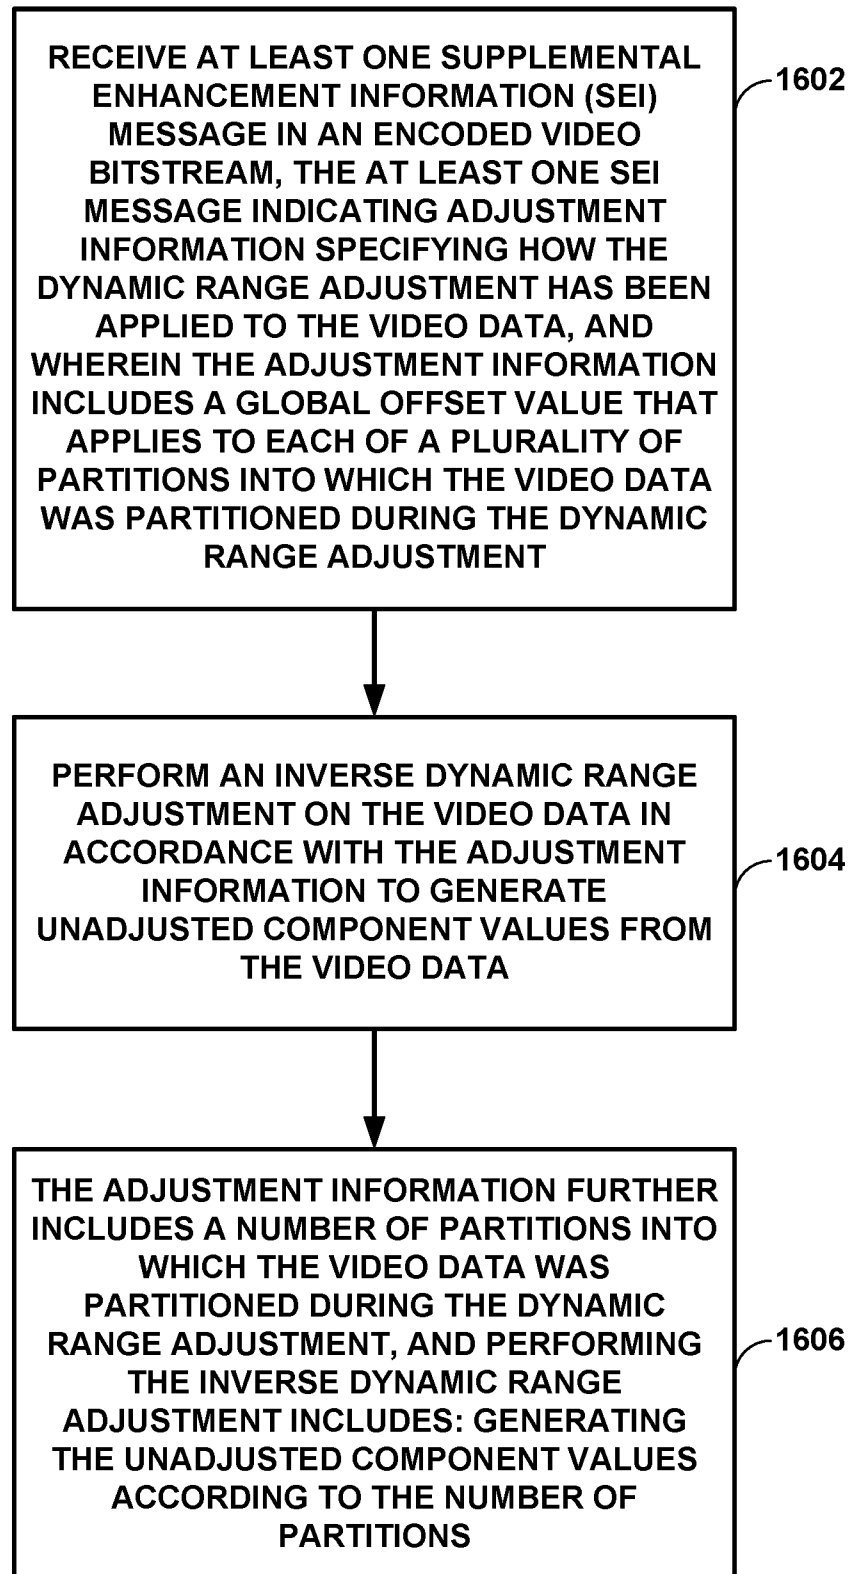 RECEIVE AT LEAST ONE SUPPLEMENTAL
ENHANCEMENT INFORMATION (SEI)
MESSAGE IN AN ENCODED VIDEO
BITSTREAM, THE AT LEAST ONE SEI
MESSAGE INDICATING ADJUSTMENT
INFORMATION SPECIFYING HOW THE
DYNAMIC RANGE ADJUSTMENT HAS BEEN
APPLIED TO THE VIDEO DATA, AND
WHEREIN THE ADJUSTMENT INFORMATION
INCLUDES A GLOBAL OFFSET VALUE THAT
APPLIES TO EACH OF A PLURALITY OF
PARTITIONS INTO WHICH THE VIDEO DATA
WAS PARTITIONED DURING THE DYNAMIC
RANGE ADJUSTMENT
1602
PERFORM AN INVERSE DYNAMIC RANGE
ADJUSTMENT ON THE VIDEO DATA IN
ACCORDANCE WITH THE ADJUSTMENT
INFORMATION TO GENERATE
UNADJUSTED COMPONENT VALUES FROM
THE VIDEO DATA
1604
THE ADJUSTMENT INFORMATION FURTHER
INCLUDES A NUMBER OF PARTITIONS INTO
WHICH THE VIDEO DATA WAS
PARTITIONED DURING THE DYNAMIC
RANGE ADJUSTMENT, AND PERFORMING
THE INVERSE DYNAMIC RANGE
ADJUSTMENT INCLUDES: GENERATING
THE UNADJUSTED COMPONENT VALUES
ACCORDING TO THE NUMBER OF
PARTITIONS
1606